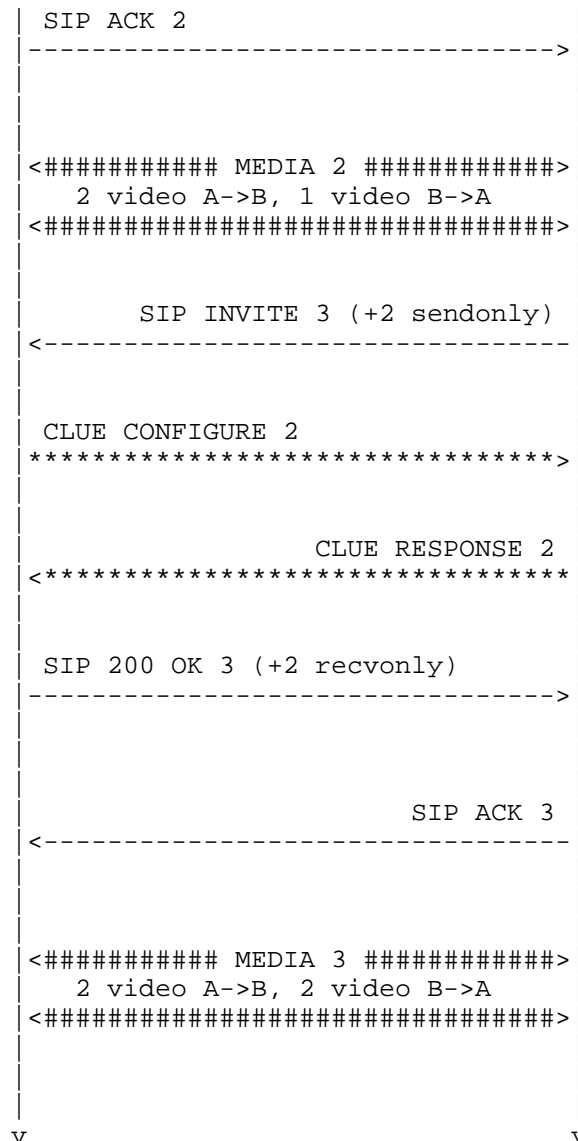 SIP ACK 2
--------------------------------->
<########### MEDIA 2 ############>
2 video A->B, 1 video B->A
<################################>
SIP INVITE 3 (+2 sendonly)
<---------------------------------
CLUE CONFIGURE 2
*********************************>
CLUE RESPONSE 2
<*********************************
SIP 200 OK 3 (+2 recvonly)
--------------------------------->
SIP ACK 3
<---------------------------------
<########### MEDIA 3 ############>
2 video A->B, 2 video B->A
<################################>
V V